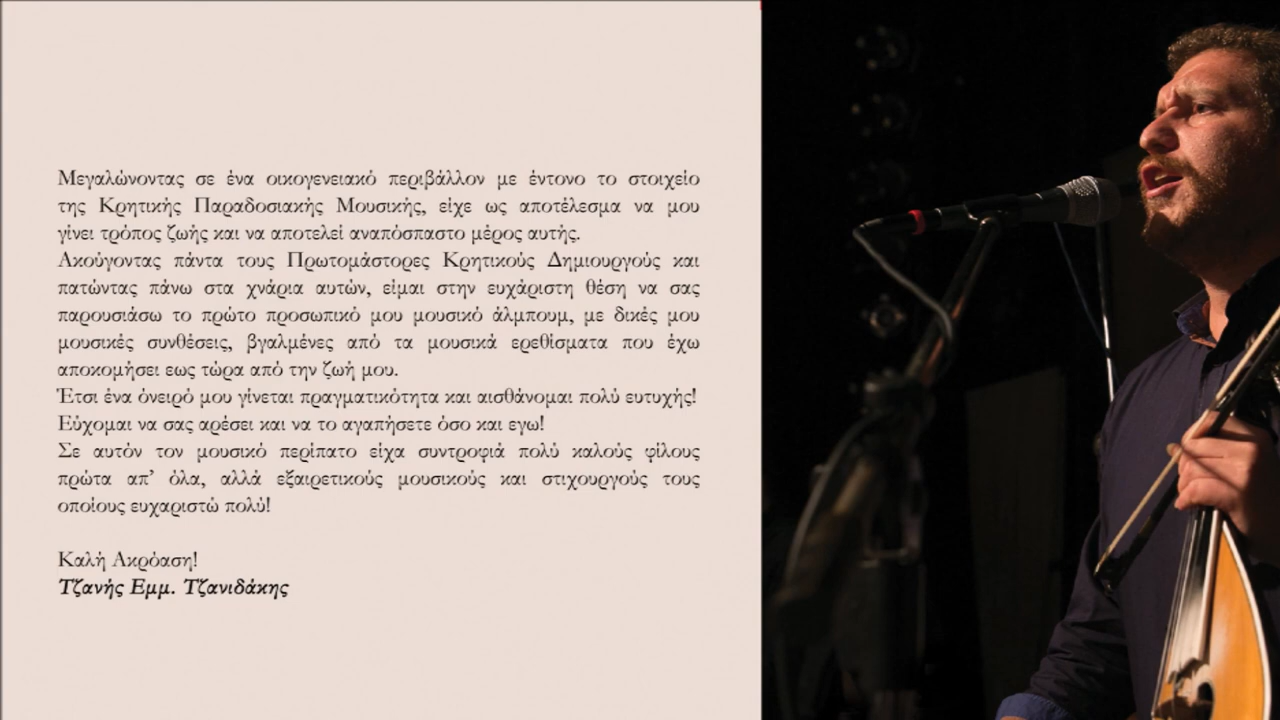 Μεγαλώνοντας σε ένα οικογενειακό περιβάλλον με έντονο το στοιχείο
της Κρητικής Παραδοσιακής Μουσικής, είχε ως αποτέλεσμα να μου
γίνει τρόπος ζωής και να αποτελεί αναπόσπαστο μέρος αυτής.
Ακούγοντας πάντα τους Πρωτομάστορες Κρητικούς Δημιουργούς και
πατώντας πάνω στα χνάρια αυτών, είμαι στην ευχάριστη θέση να σας
παρουσιάσω το πρώτο προσωπικό μου μουσικό άλμπουμ, με δικές μου
μουσικές συνθέσεις, βγαλμένες από τα μουσικά ερεθίσματα που έχω
αποκομήσει εως τώρα από την ζωή μου.
Έτσι ένα όνειρό μου γίνεται πραγματικότητα και αισθάνομαι πολύ ευτυχής!
Εύχομαι να σας αρέσει και να το αγαπήσετε όσο και εγω!
Σε αυτόν τον μουσικό περίπατο είχα συντροφιά πολύ καλούς φίλους
πρώτα απ’ όλα, αλλά εξαιρετικούς μουσικούς και στιχουργούς τους
οποίους ευχαριστώ πολύ!
Καλή Ακρόαση!
Τζανής Εμμ. Τζανιδάκης